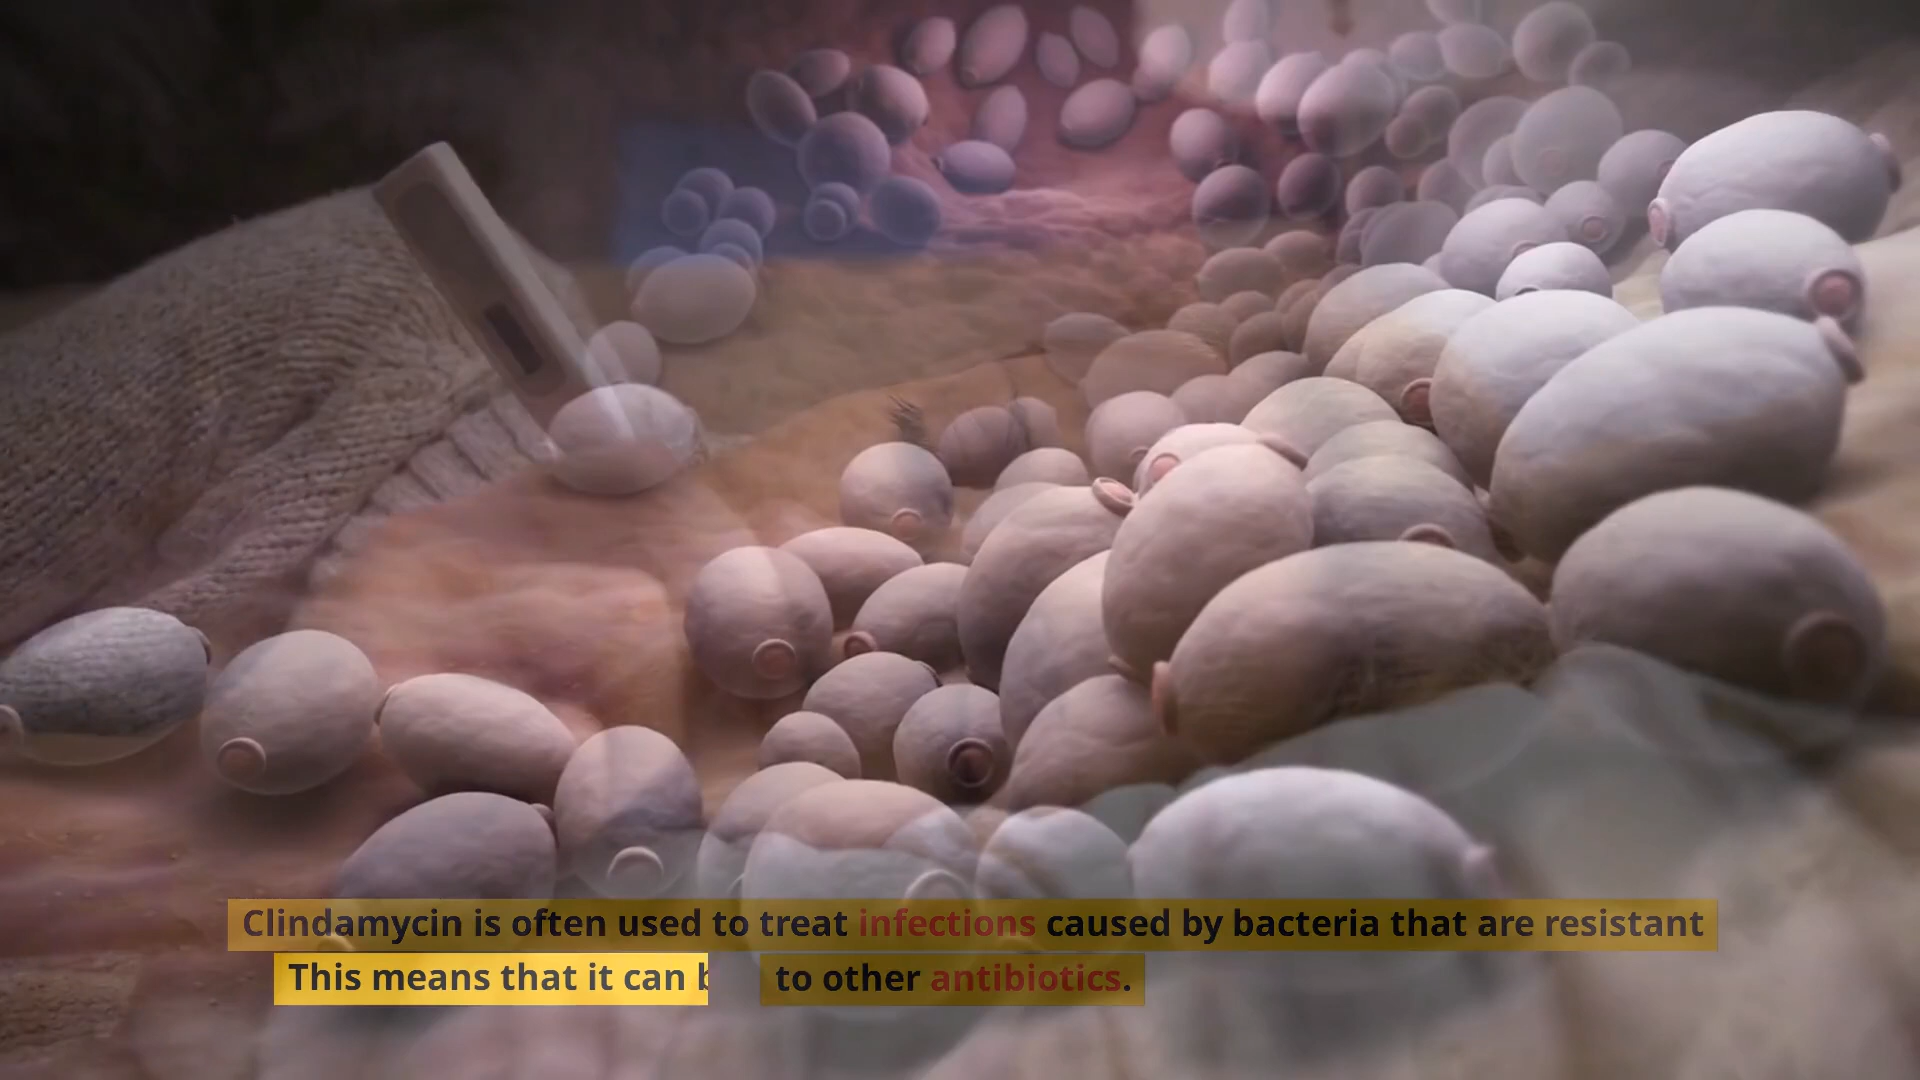 Clindamycin is often used to treat infections caused by bacteria that are resistant
to other antibiotics.
This means that it can